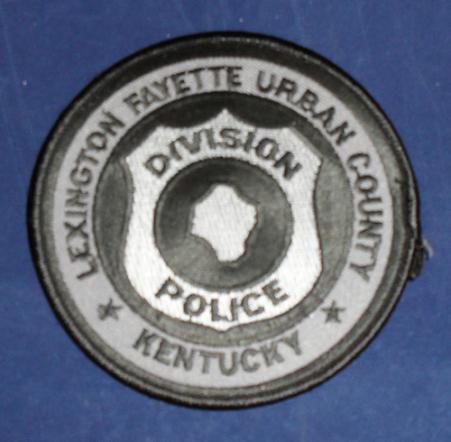 LEXINGTON FAYETTE URBAN COUNTY
DIVISION
POLICE
KENTUCKY